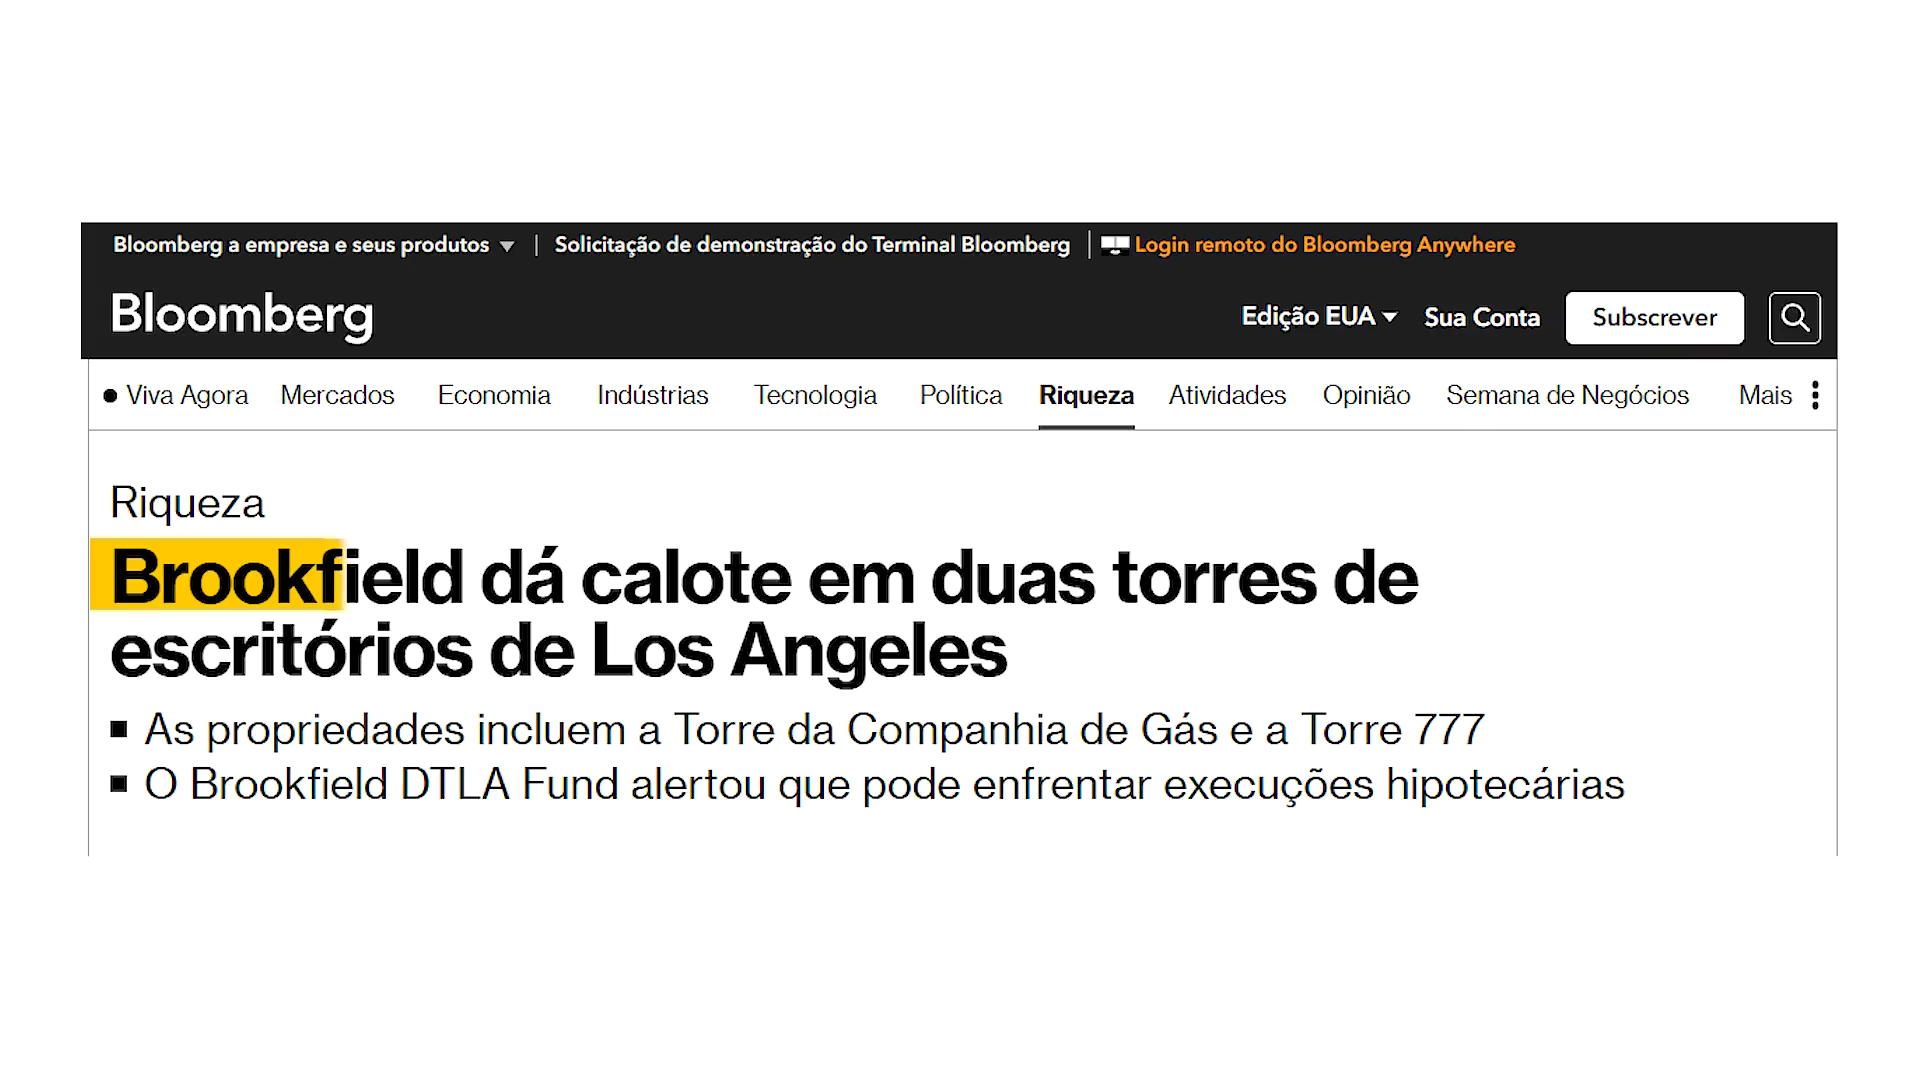 Bloomberg a empresa e seus produtos | Solicitação de demonstração do Terminal Bloomberg | Login remoto do Bloomberg Anywhere
Bloomberg Edição EUA Sua Conta Subscrever
Viva Agora Mercados Economia Indústrias Tecnologia Política Riqueza Atividades Opinião Semana de Negócios Mais
Riqueza
Brookfield dá calote em duas torres de
escritórios de Los Angeles
As propriedades incluem a Torre da Companhia de Gás e a Torre 777
O Brookfield DTLA Fund alertou que pode enfrentar execuções hipotecárias